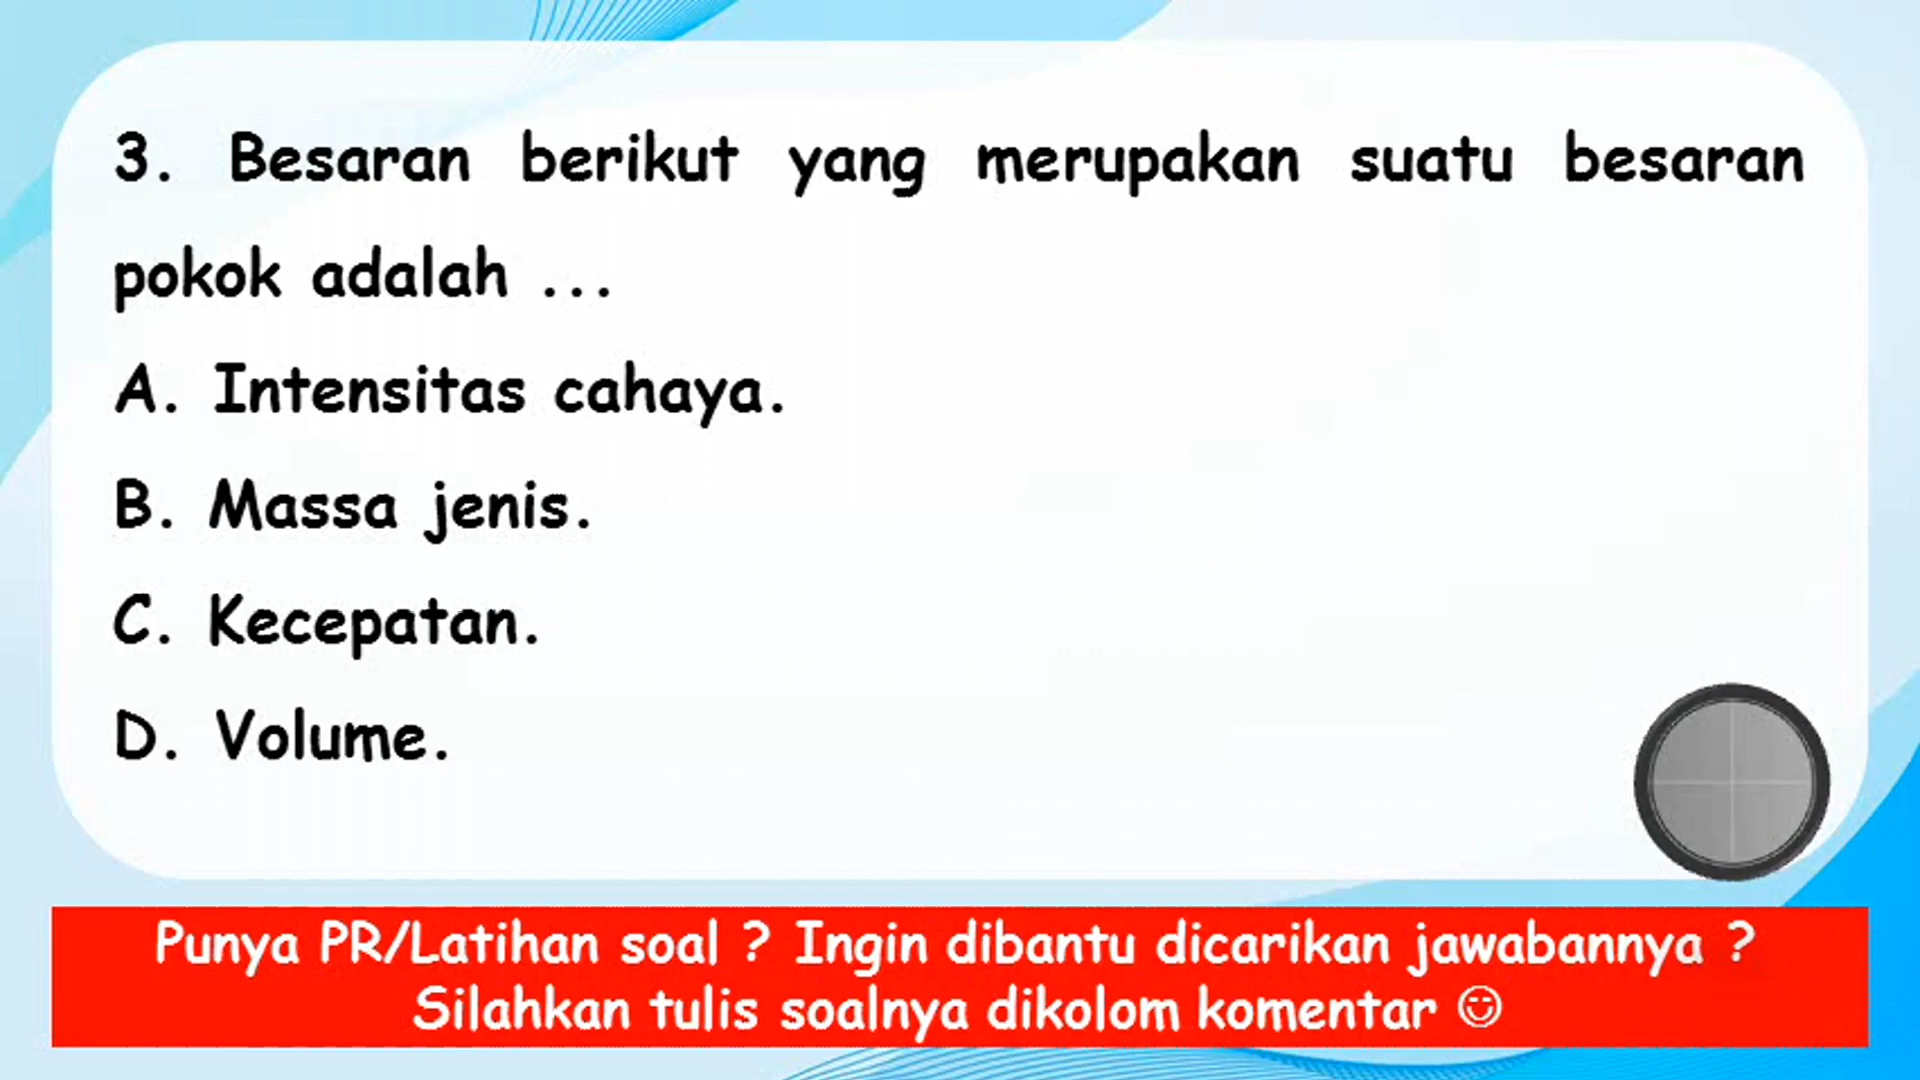 3. Besaran berikut yang merupakan suatu besaran
pokok adalah ...
A. Intensitas cahaya.
B. Massa jenis.
C. Kecepatan.
D. Volume.
Punya PR/Latihan soal ? Ingin dibantu dicarikan jawabannya ?
Silahkan tulis soalnya dikolom komentar ☺